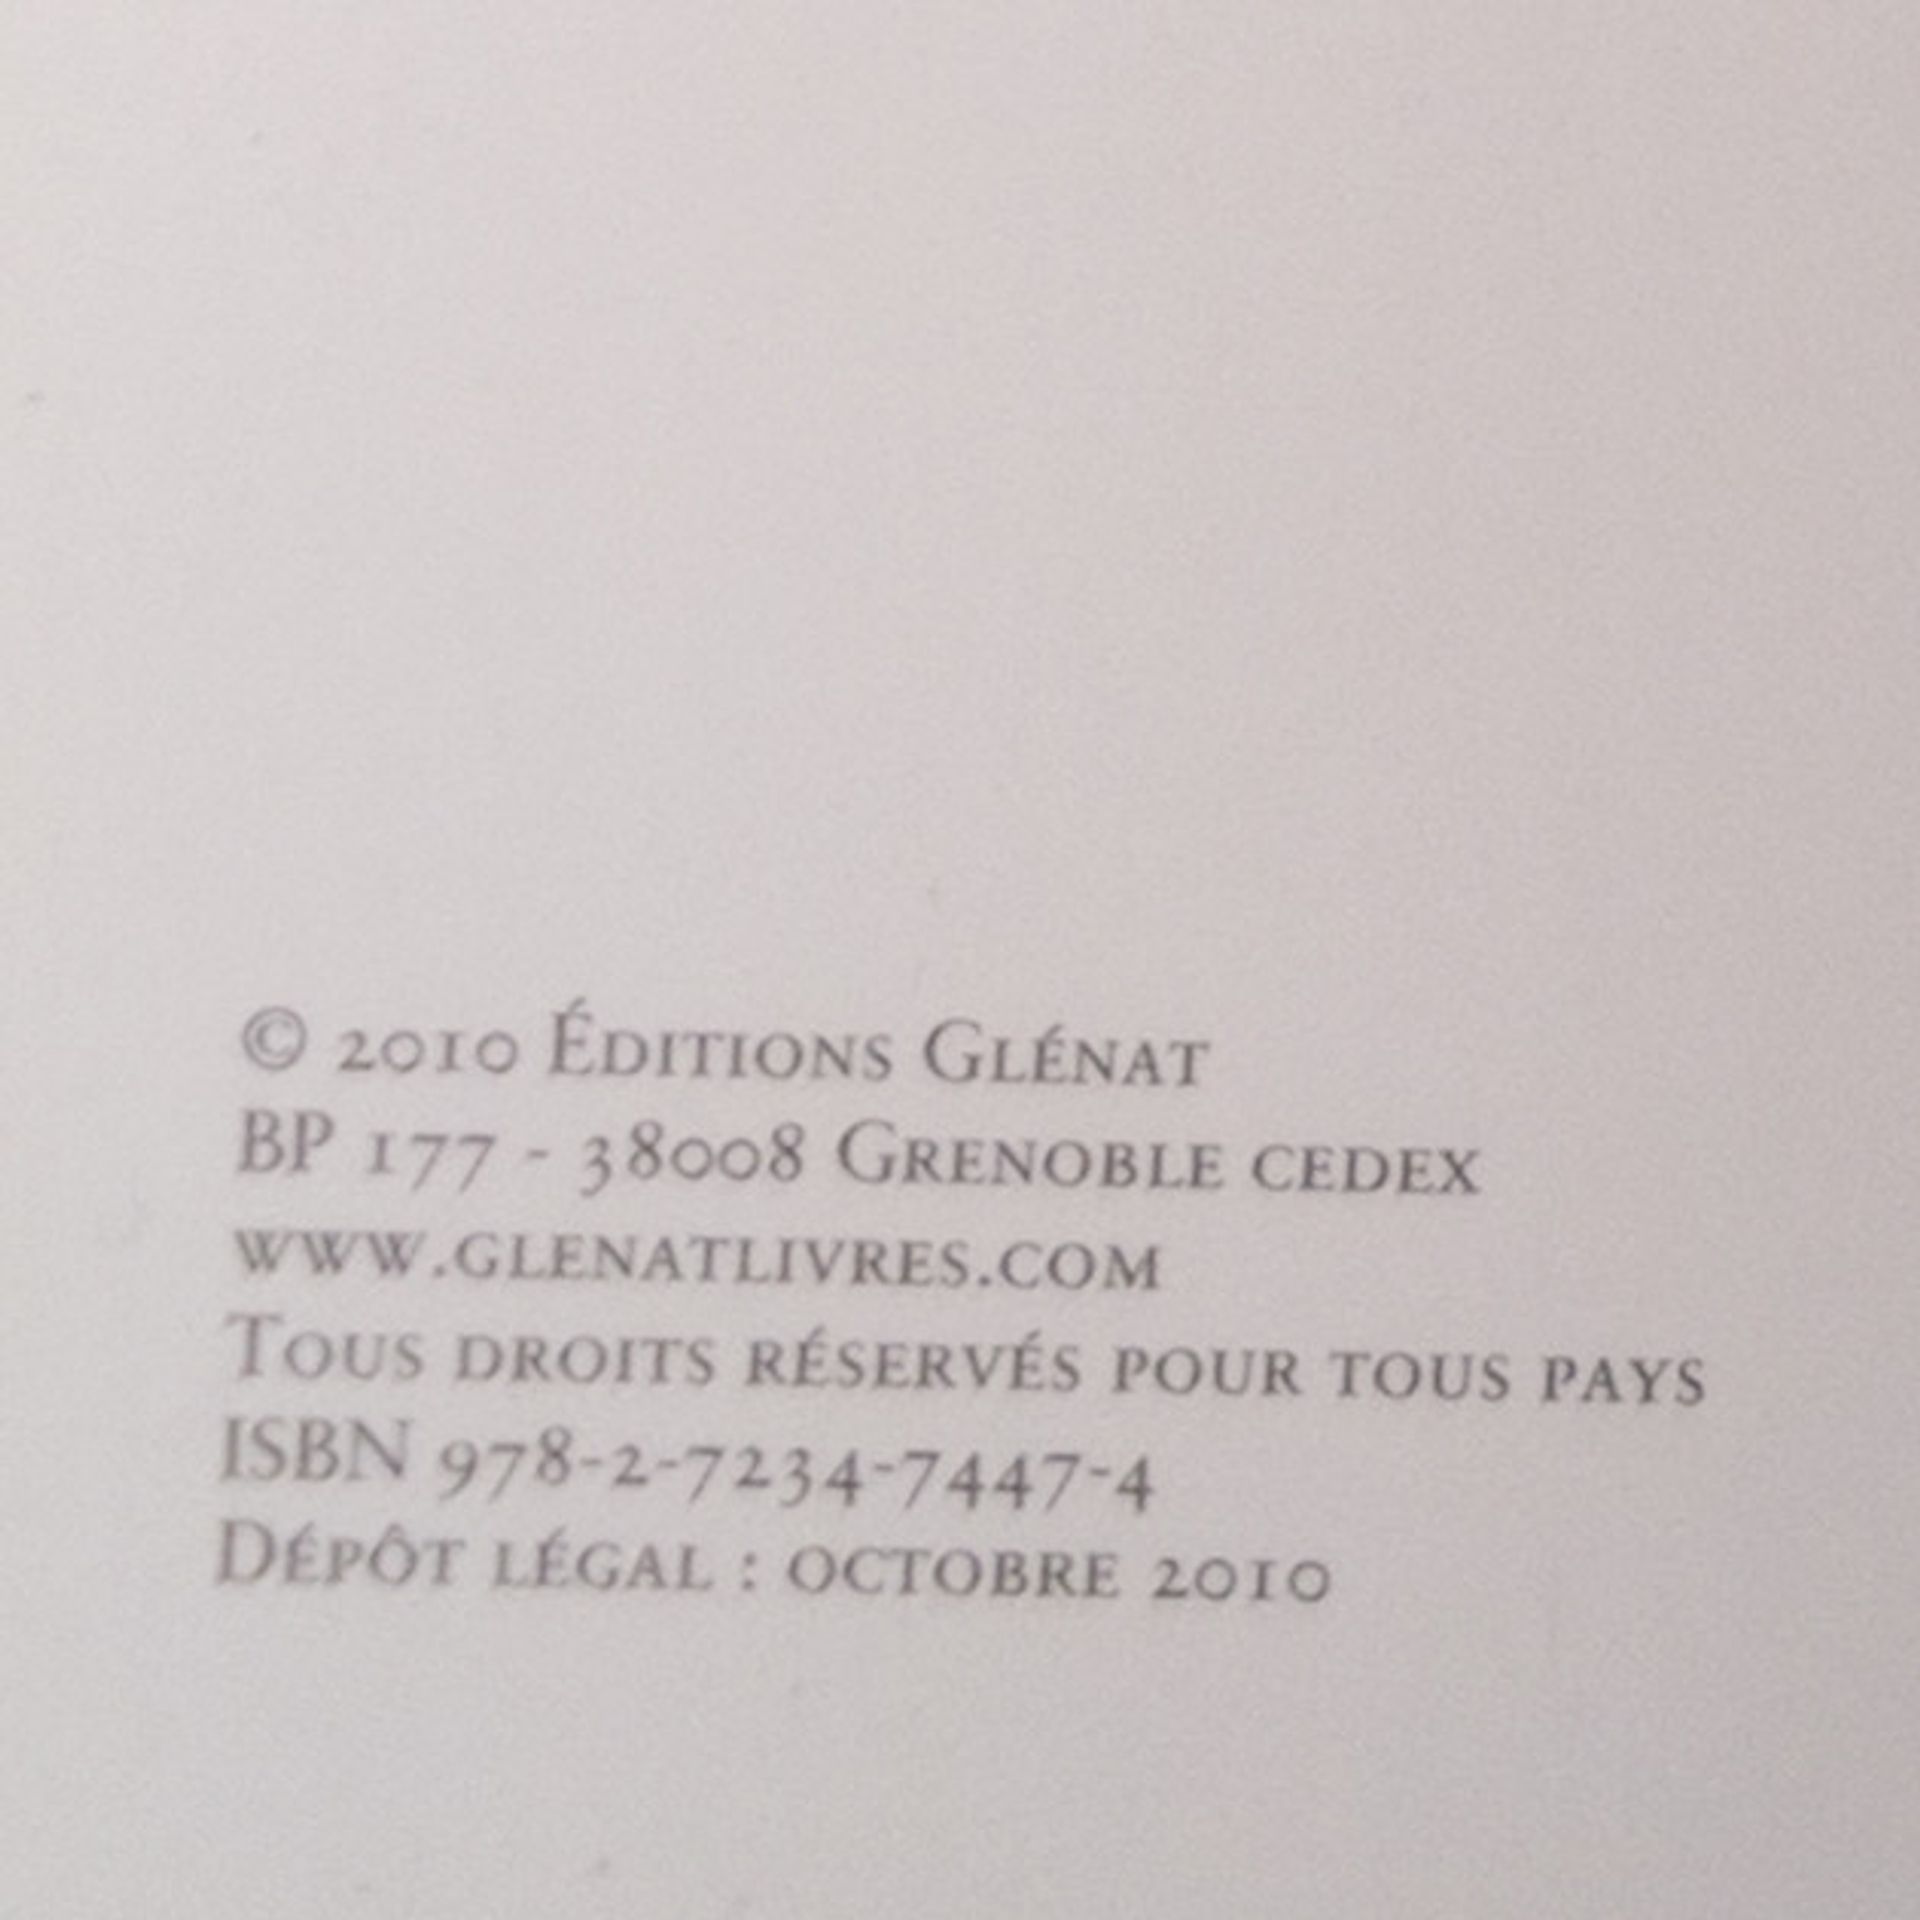 © 2010 Éditions Glénat
BP 177 - 38008 Grenoble cedex
www.glenatlivres.com
Tous droits réservés pour tous pays
ISBN 978-2-7234-7447-4
Dépôt légal : octobre 2010